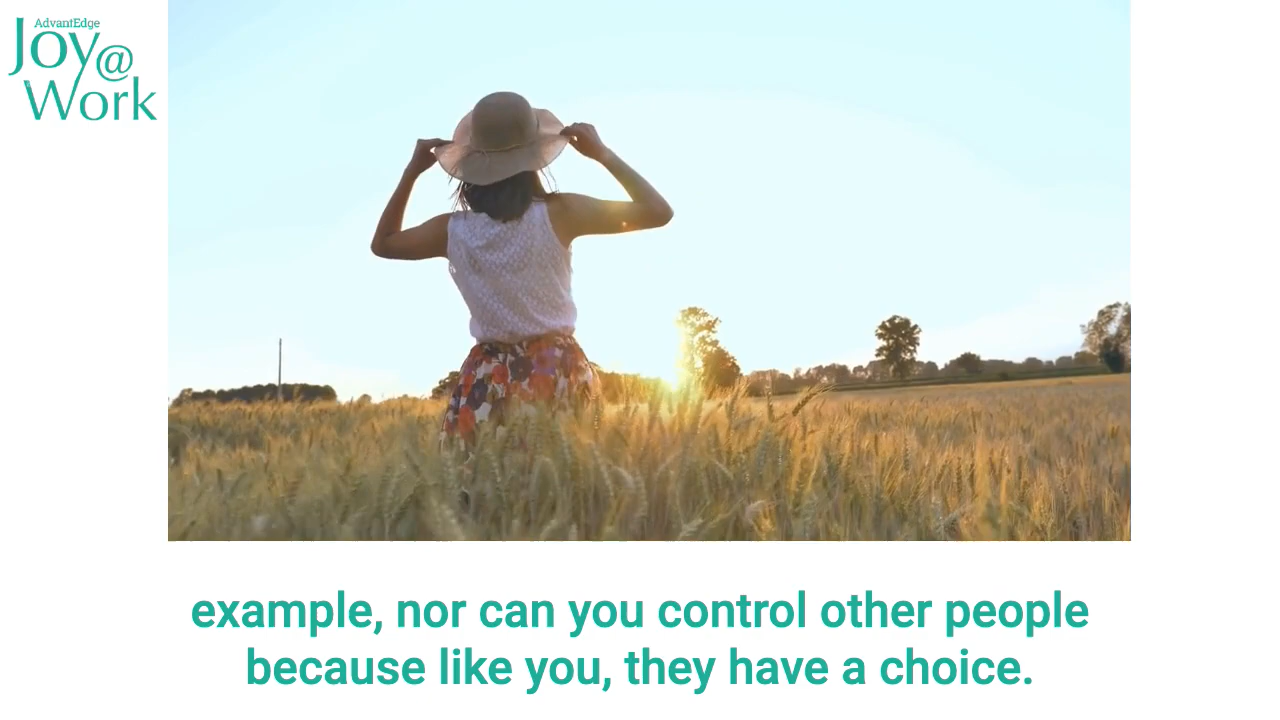 AdvantEdge
Joy@
Work
example, nor can you control other people
because like you, they have a choice.